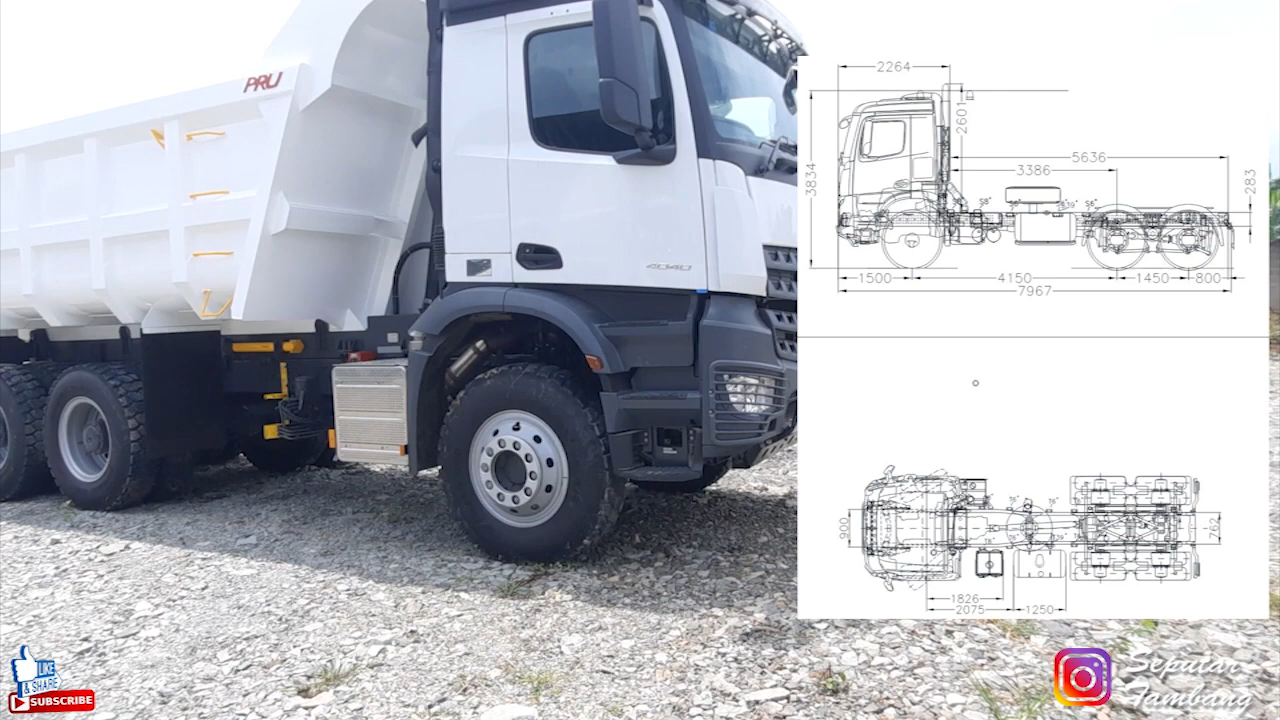 PRU
4040
2264
2601
3834
5636
3386
283
1500
4150
1450
800
7967
900
762
1826
2075
1250
LIKE
& SHARE
SUBSCRIBE
Seputar
Tambang